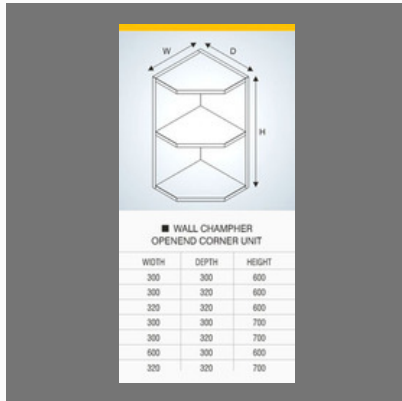 W D
H
■ WALL CHAMPHER
OPENEND CORNER UNIT
WIDTH DEPTH HEIGHT
300 300 600
300 320 600
320 320 600
300 300 700
300 320 700
600 300 600
320 320 700